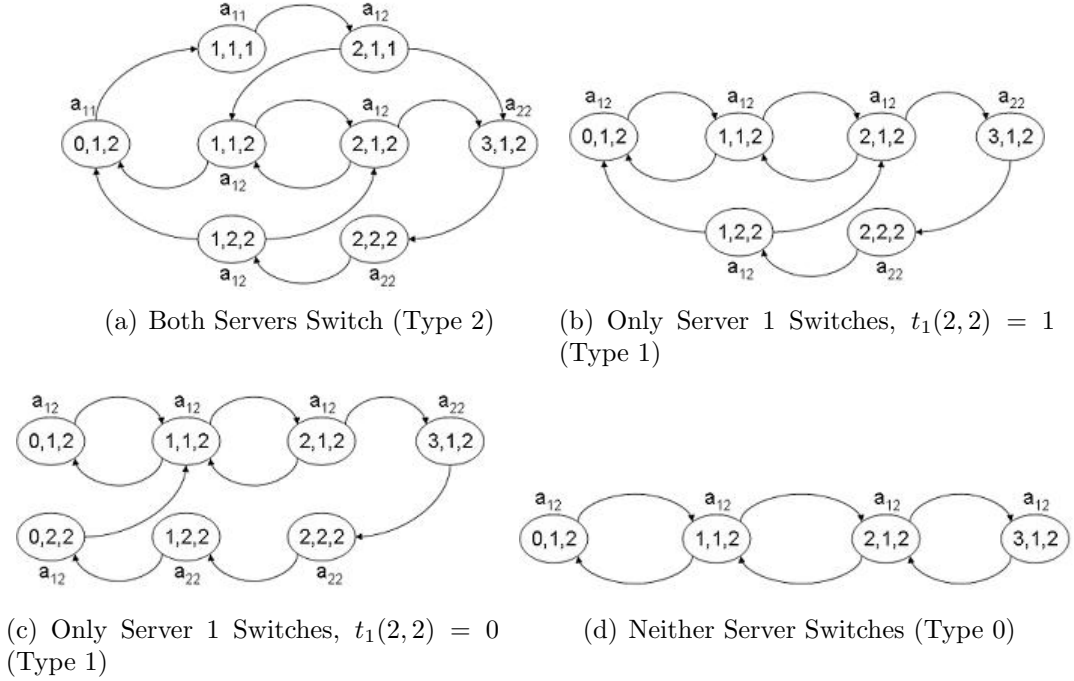 a11 a12
1,1,1 2,1,1
a11 a12 a22
0,1,2 1,1,2 2,1,2 3,1,2
a12
1,2,2 2,2,2
a12 a22
(a) Both Servers Switch (Type 2)
a12 a12 a12 a22
0,1,2 1,1,2 2,1,2 3,1,2
1,2,2 2,2,2
a12 a22
(b) Only Server 1 Switches, t1(2, 2) = 1
(Type 1)
a12 a12 a12 a22
0,1,2 1,1,2 2,1,2 3,1,2
0,2,2 1,2,2 2,2,2
a12 a22 a22
(c) Only Server 1 Switches, t1(2, 2) = 0
(Type 1)
a12 a12 a12 a12
0,1,2 1,1,2 2,1,2 3,1,2
(d) Neither Server Switches (Type 0)